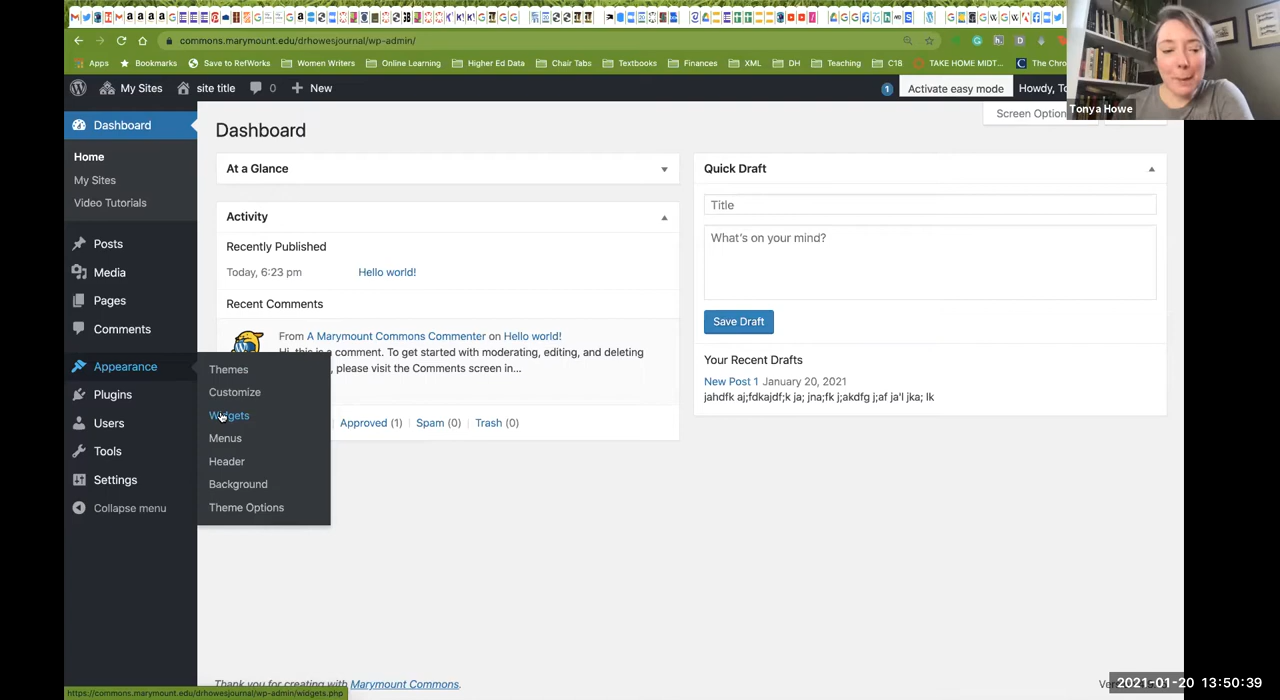 commons.marymount.edu/drhowesjournal/wp-admin/
Apps
Bookmarks
Save to RefWorks
Women Writers
Online Learning
Higher Ed Data
Chair Tabs
Textbooks
Finances
XML
DH
Teaching
C18
TAKE HOME MIDT...
The Chro
My Sites
site title
0
New
1
Activate easy mode
Howdy, To
Tonya Howe
Screen Option
Dashboard
Home
My Sites
Video Tutorials
Posts
Media
Pages
Comments
Appearance
Plugins
Users
Tools
Settings
Collapse menu
Themes
Customize
Widgets
Menus
Header
Background
Theme Options
Dashboard
At a Glance
Activity
Recently Published
Today, 6:23 pm
Hello world!
Recent Comments
From A Marymount Commons Commenter on Hello world!
Hi, this is a comment. To get started with moderating, editing, and deleting
, please visit the Comments screen in...
Approved (1) Spam (0) Trash (0)
Quick Draft
Title
What's on your mind?
Save Draft
Your Recent Drafts
New Post 1 January 20, 2021
jahdfk aj;fdkajdf;k ja; jna;fk j;akdfg j;af ja'l jka; lk
Thank you for creating with Marymount Commons.
https://commons.marymount.edu/drhowesjournal/wp-admin/widgets.php
2021-01-20 13:50:39